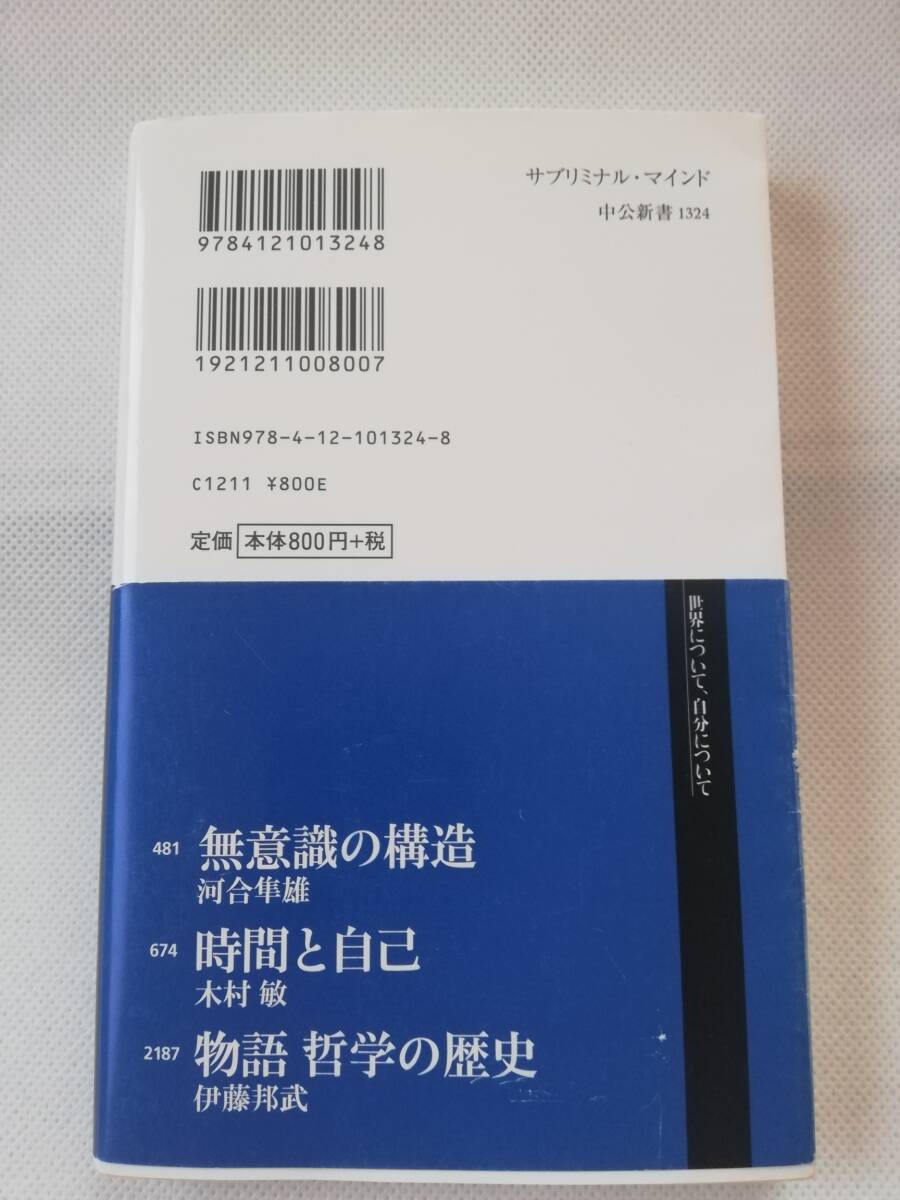 9784121013248
サブリミナル・マインド
中公新書 1324
1921211008007
ISBN978-4-12-101324-8
C1211 ¥800E
定価 本体800円+税
世界について、自分について
481 無意識の構造
河合隼雄
674 時間と自己
木村 敏
2187 物語 哲学の歴史
伊藤邦武